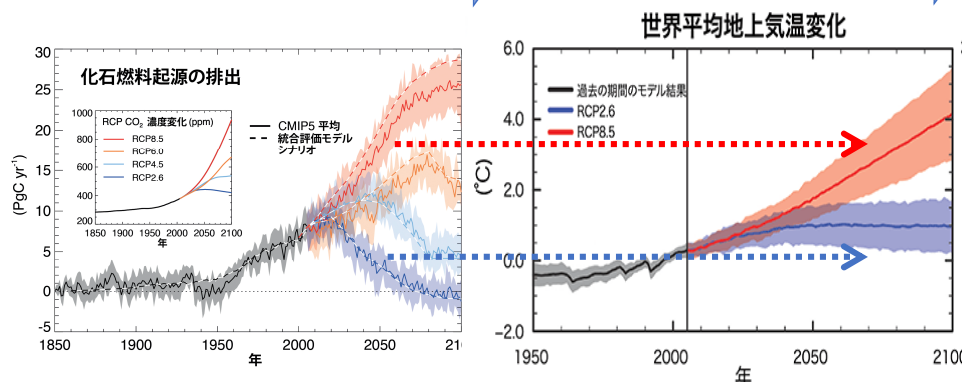 化石燃料起源の排出
(PgC yr⁻¹)
30
25
20
15
10
5
0
-5
1850
1900
1950
2000
2050
年
RCP CO₂ 濃度変化 (ppm)
1000
800
600
400
200
RCP8.5
RCP6.0
RCP4.5
RCP2.6
1850
1900
1950
2000
2050
2100
年
CMIP5 平均
統合評価モデル
シナリオ
世界平均地上気温変化
(°C)
6.0
4.0
2.0
0.0
-2.0
過去の期間のモデル結果
RCP2.6
RCP8.5
1950
2000
2050
2100
年